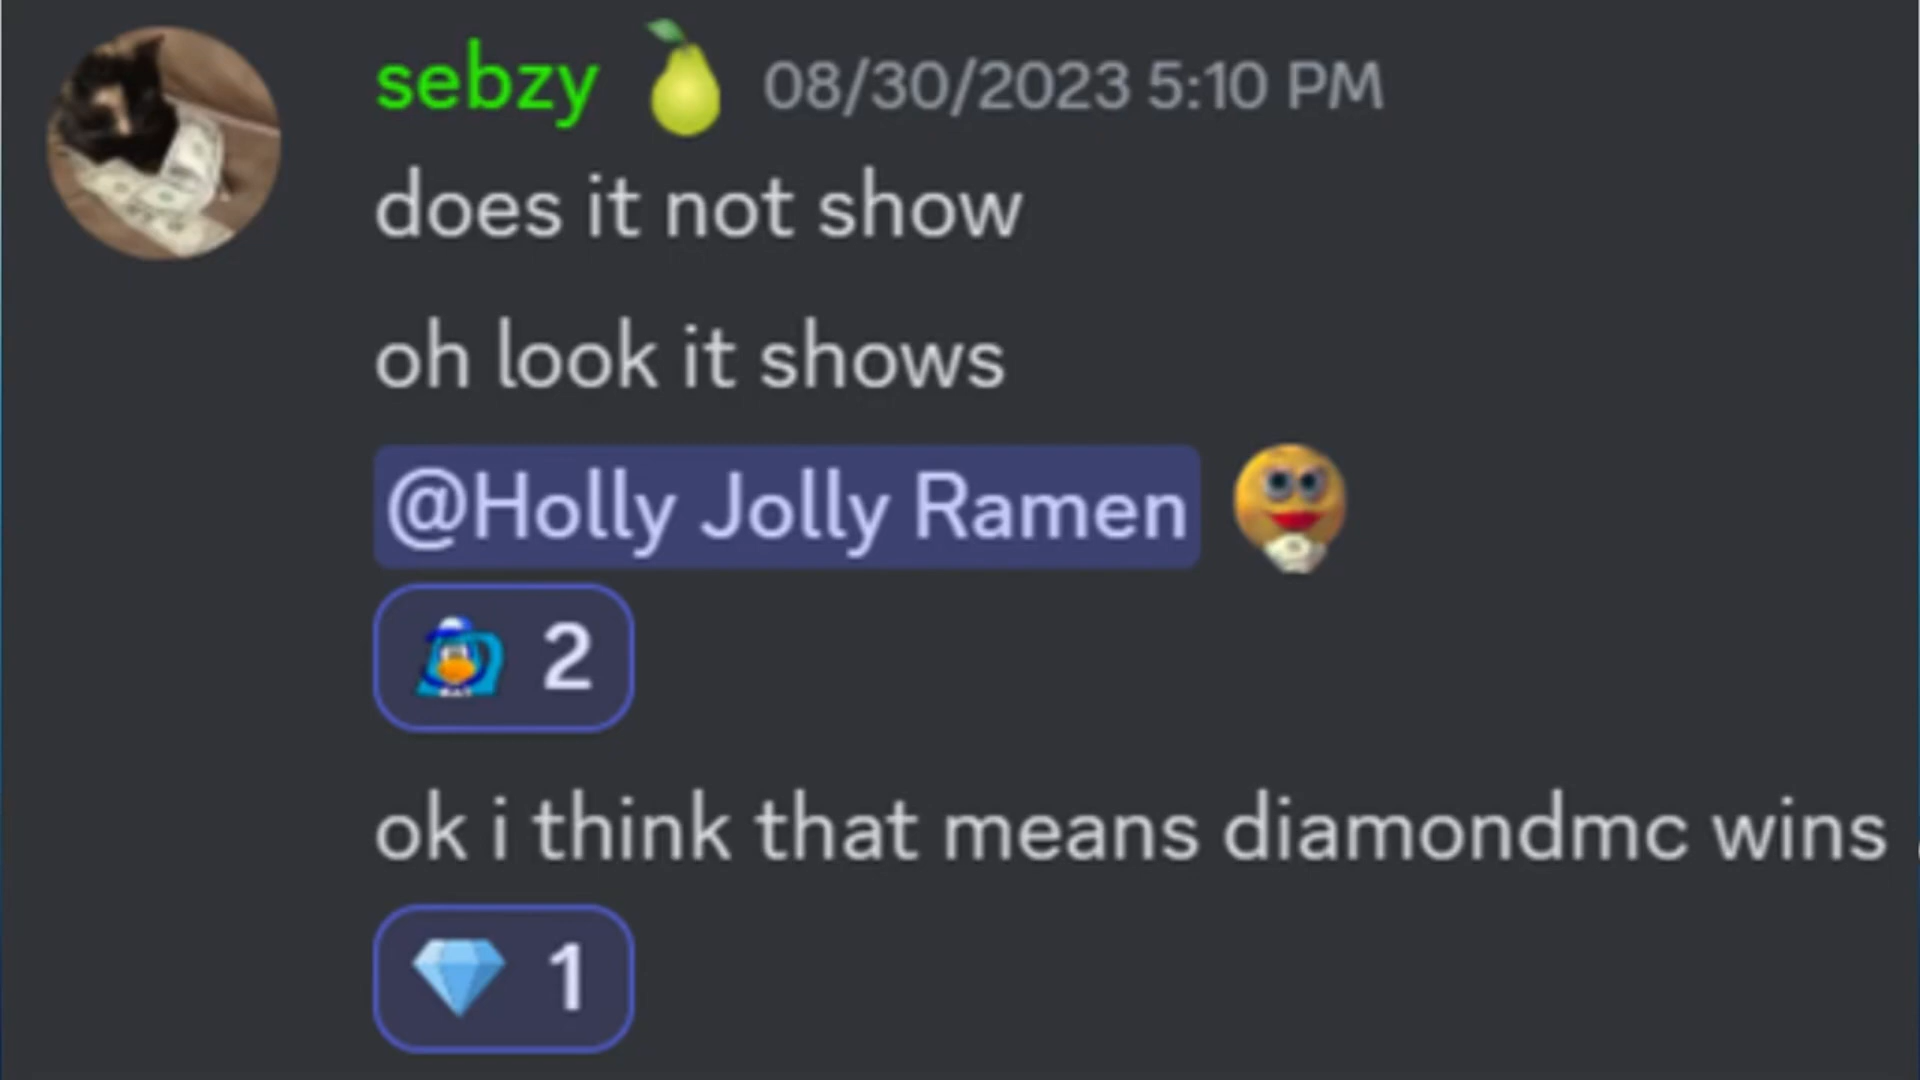 sebzy 🍐 08/30/2023 5:10 PM
does it not show
oh look it shows
@Holly Jolly Ramen
2
ok i think that means diamondmc wins
💎 1